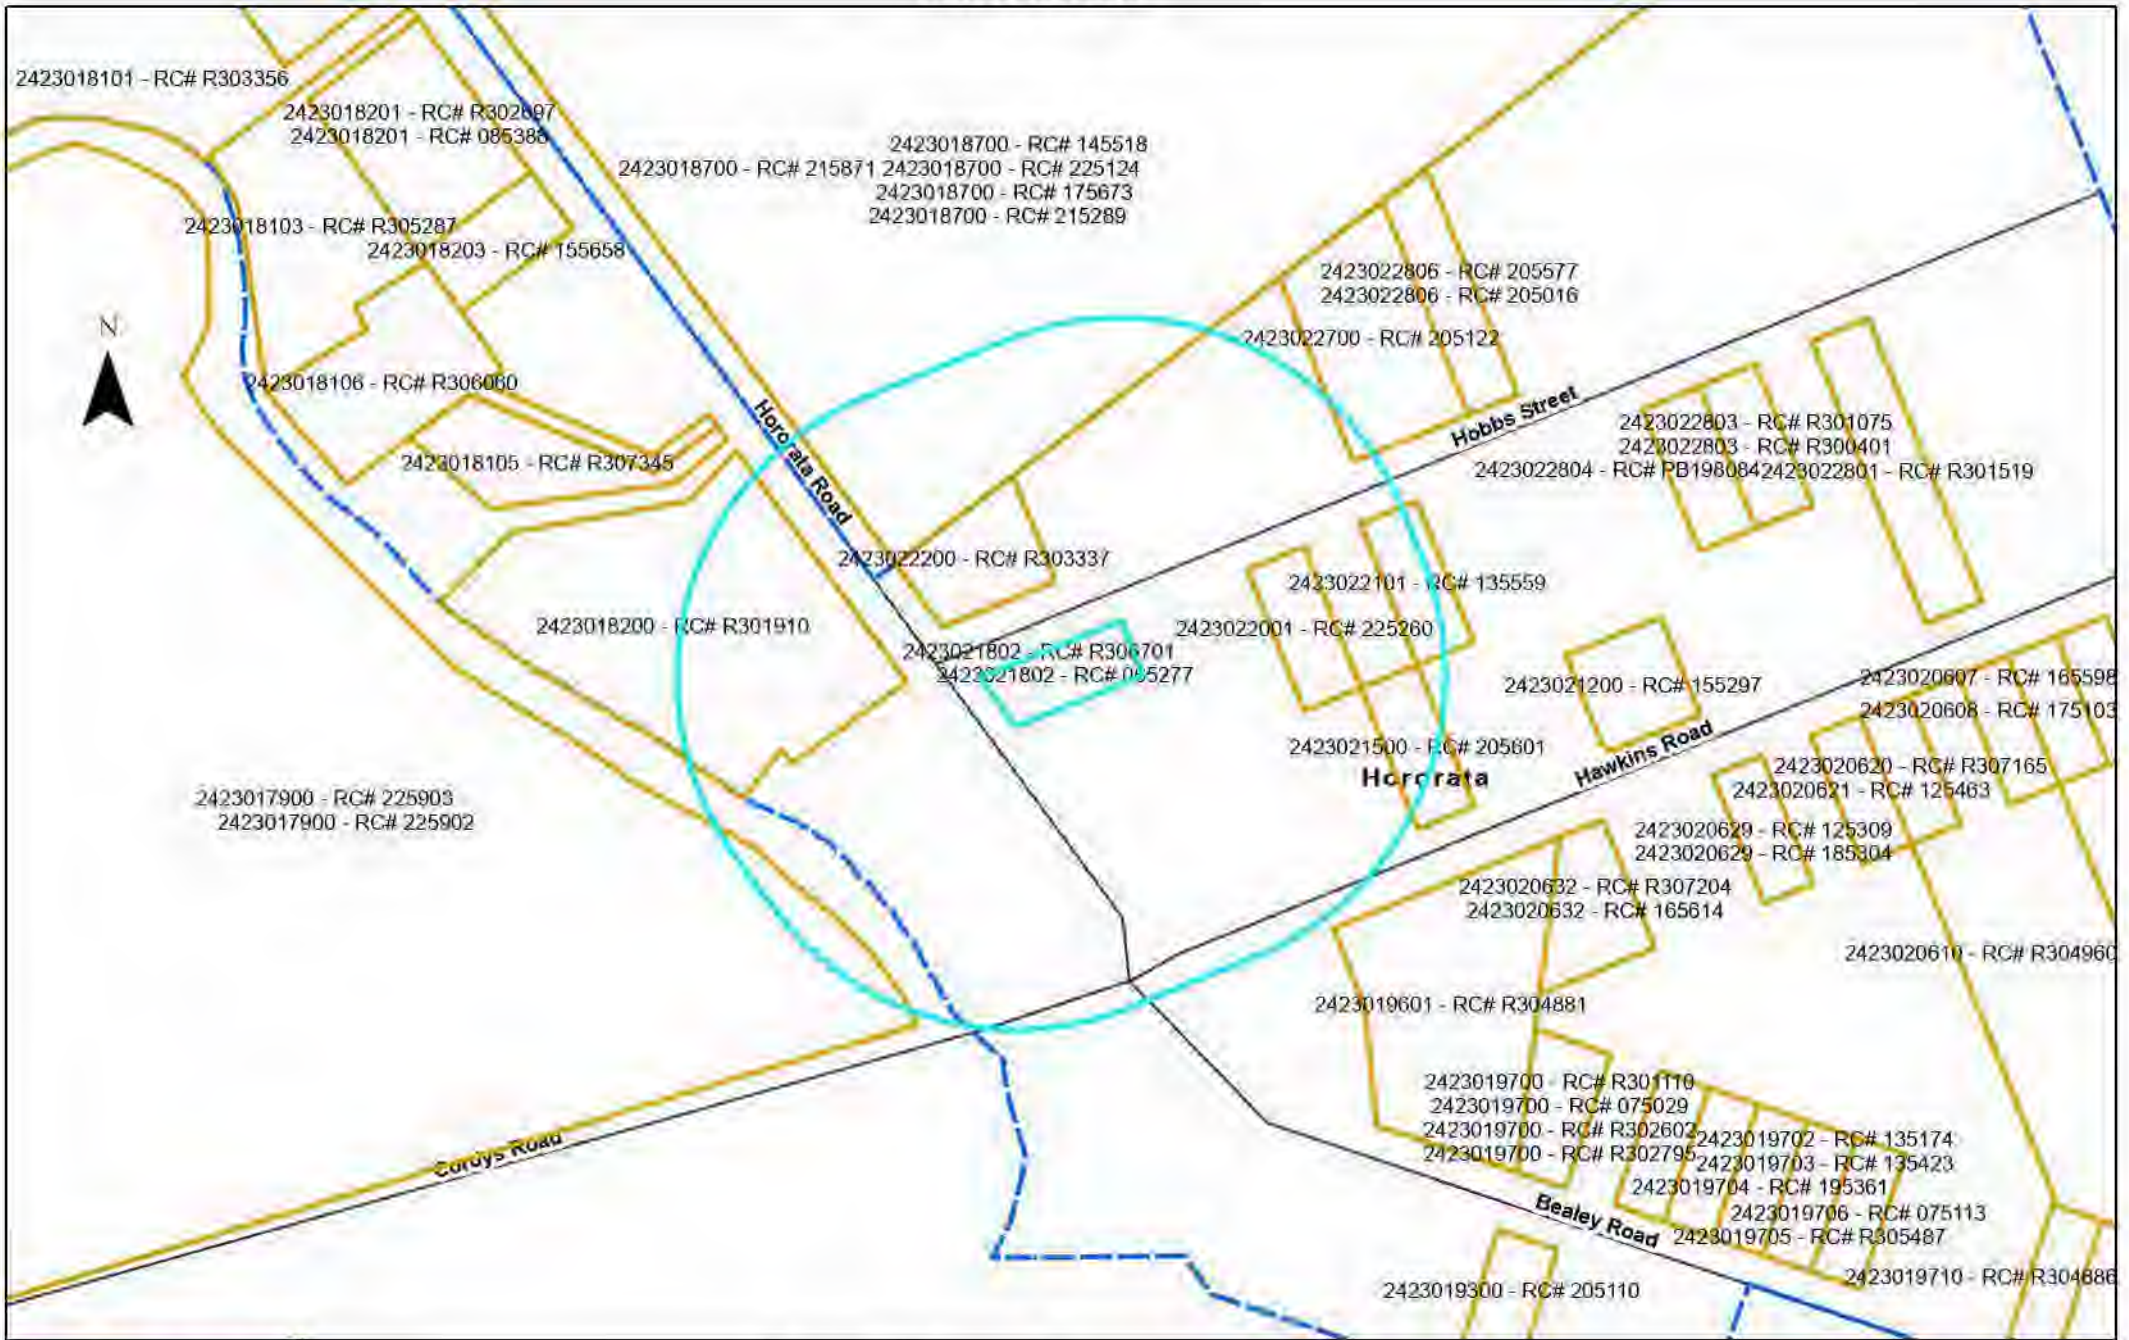 2423018101 - RC# R303356
2423018201 - RC# R302697
2423018201 - RC# 085388
2423018700 - RC# 145518
2423018700 - RC# 215871 2423018700 - RC# 225124
2423018700 - RC# 175673
2423018700 - RC# 215289
2423018103 - RC# R305287
2423018203 - RC# 155658
2423022806 - RC# 205577
2423022806 - RC# 205016
N
2423022700 - RC# 205122
2423018106 - RC# R306060
Hororata Road
Hobbs Street
2423022803 - RC# R301075
2423022803 - RC# R300401
2423018105 - RC# R307345
2423022804 - RC# PB1980842423022801 - RC# R301519
2423022200 - RC# R303337
2423022101 - RC# 135559
2423018200 - RC# R301910
2423022001 - RC# 225260
2423021802 - RC# R306701
2423021802 - RC# 065277
2423021200 - RC# 155297
2423020607 - RC# 165598
2423020608 - RC# 175103
2423021500 - RC# 205601
Hororata
Hawkins Road
2423020620 - RC# R307165
2423020621 - RC# 125463
2423017900 - RC# 225903
2423017900 - RC# 225902
2423020629 - RC# 125309
2423020629 - RC# 185304
2423020632 - RC# R307204
2423020632 - RC# 165614
2423020610 - RC# R304960
2423019601 - RC# R304881
2423019700 - RC# R301110
2423019700 - RC# 075029
2423019700 - RC# R302602
2423019700 - RC# R302795
2423019702 - RC# 135174
2423019703 - RC# 135423
2423019704 - RC# 195361
2423019706 - RC# 075113
2423019705 - RC# R305487
Cordys Road
Bealey Road
2423019710 - RC# R304886
2423019300 - RC# 205110